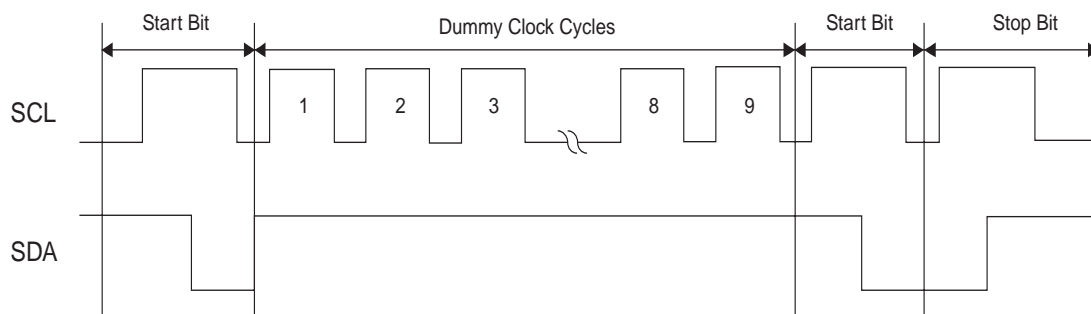 Start Bit Dummy Clock Cycles Start Bit Stop Bit
SCL 1 2 3 8 9
SDA